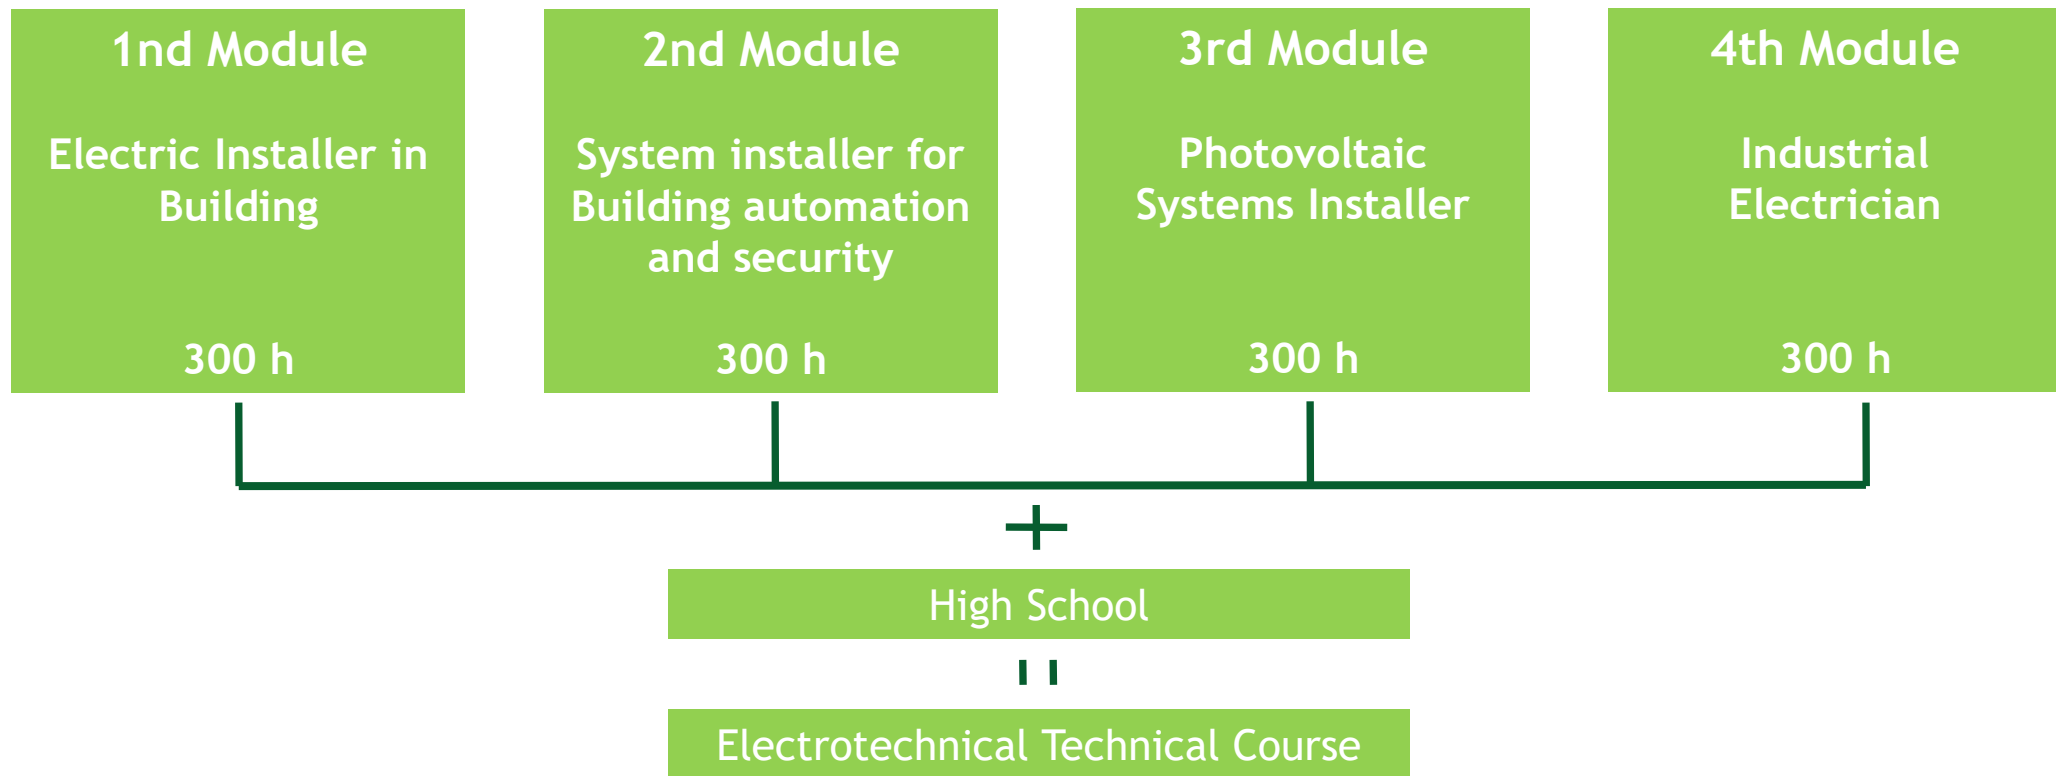 1nd Module
Electric Installer in
Building
300 h
2nd Module
System installer for
Building automation
and security
300 h
3rd Module
Photovoltaic
Systems Installer
300 h
4th Module
Industrial
Electrician
300 h
+
High School
Electrotechnical Technical Course